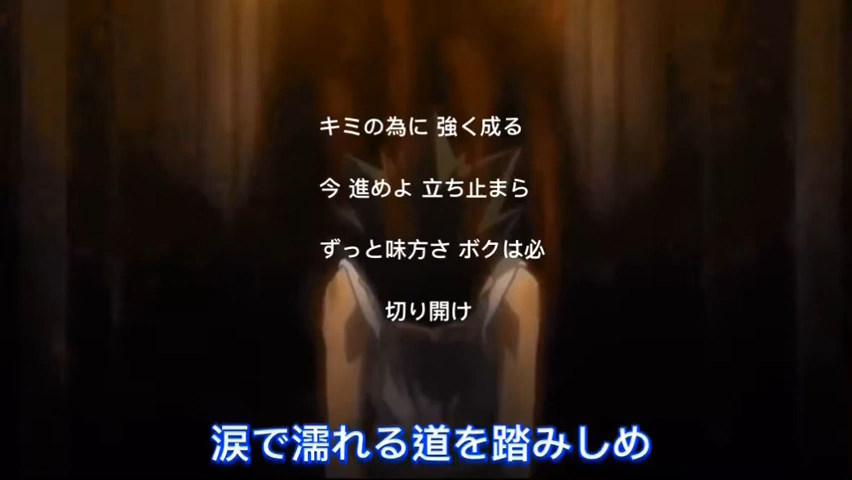 キミの為に 強く成る
今 進めよ 立ち止まら
ずっと味方さ ボクは必
切り開け
涙で濡れる道を踏みしめ